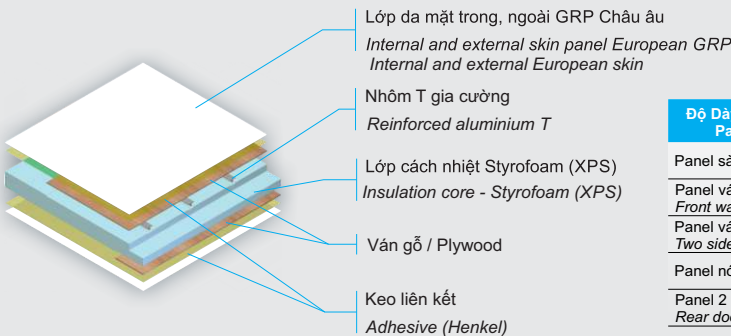 Lớp da mặt trong, ngoài GRP Châu âu
Internal and external skin panel European GRP
Internal and external European skin
Nhôm T gia cường
Reinforced aluminium T
Lớp cách nhiệt Styrofoam (XPS)
Insulation core - Styrofoam (XPS)
Ván gỗ / Plywood
Keo liên kết
Adhesive (Henkel)
Độ Dà
Pa
Panel sà
Panel vá
Front wa
Panel vá
Two side
Panel nó
Panel 2
Rear doo